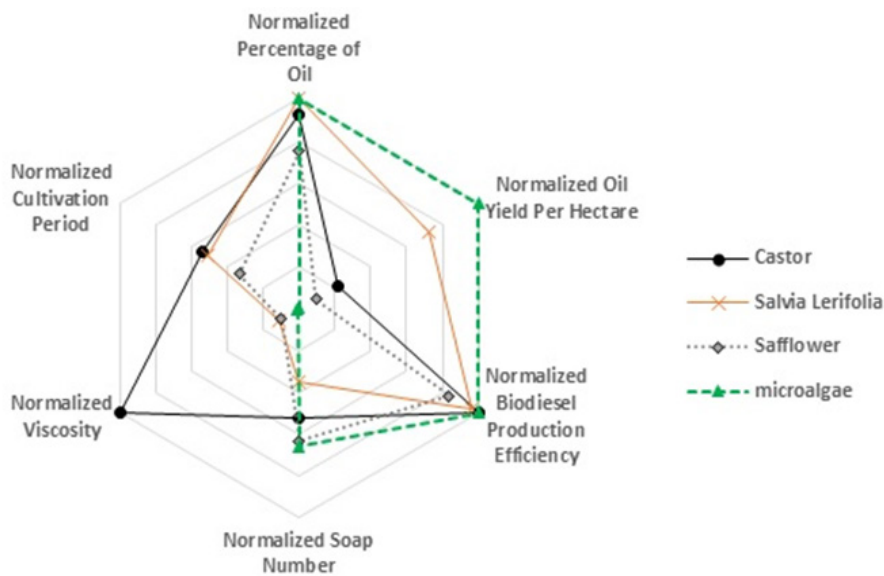 Normalized
Percentage of
Oil
Normalized Oil
Yield Per Hectare
Normalized
Biodiesel
Production
Efficiency
Normalized Soap
Number
Normalized
Viscosity
Normalized
Cultivation
Period
Castor
Salvia Lerifolia
Safflower
microalgae